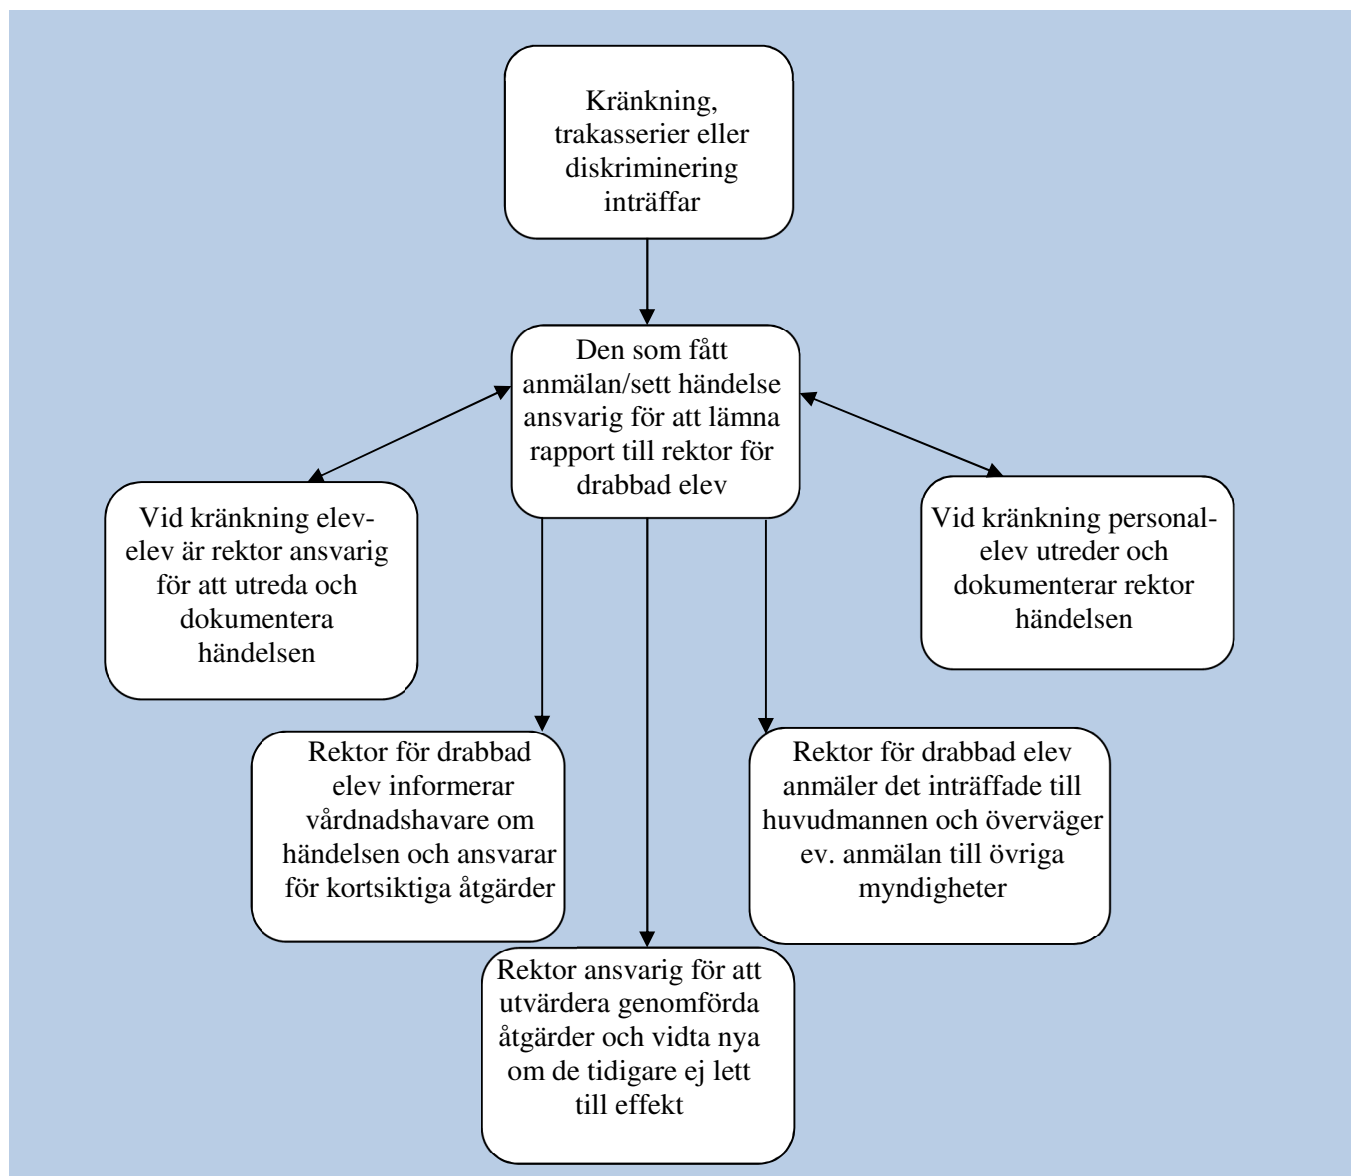 Kränkning,
trakasserier eller
diskriminering
inträffar
Den som fått
anmälan/sett händelse
ansvarig för att lämna
rapport till rektor för
drabbad elev
Vid kränkning elev-
elev är rektor ansvarig
för att utreda och
dokumentera
händelsen
Vid kränkning personal-
elev utreder och
dokumenterar rektor
händelsen
Rektor för drabbad
elev informerar
vårdnadshavare om
händelsen och ansvarar
för kortsiktiga åtgärder
Rektor för drabbad elev
anmäler det inträffade till
huvudmannen och överväger
ev. anmälan till övriga
myndigheter
Rektor ansvarig för att
utvärdera genomförda
åtgärder och vidta nya
om de tidigare ej lett
till effekt